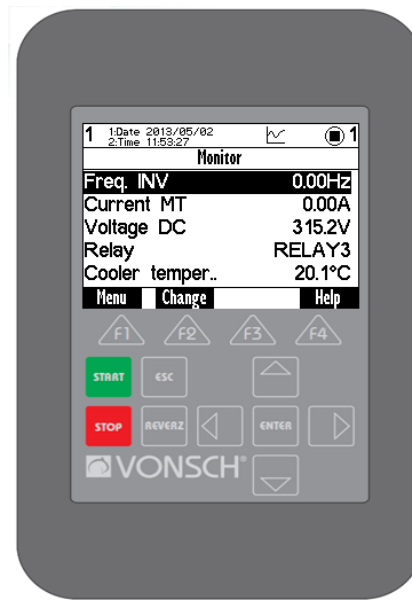 1 1:Date 2013/05/02 1
2:Time 11:53:27
Monitor
Freq. INV 0.00Hz
Current MT 0.00A
Voltage DC 315.2V
Relay RELAY3
Cooler temper.. 20.1°C
Menu Change Help
F1 F2 F3 F4
START ESC
STOP REVERZ ENTER
VONSCH®